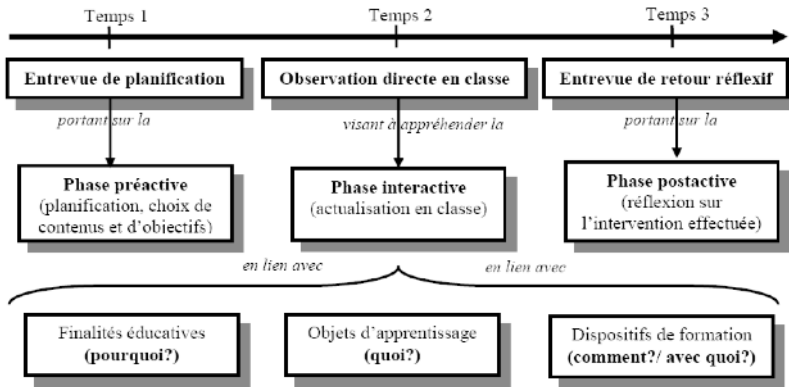 Temps 1
Temps 2
Temps 3
Entrevue de planification
Observation directe en classe
Entrevue de retour réflexif
portant sur la
visant à appréhender la
portant sur la
Phase préactive
(planification, choix de
contenus et d’objectifs)
Phase interactive
(actualisation en classe)
Phase postactive
(réflexion sur
l’intervention effectuée)
en lien avec
en lien avec
Finalités éducatives
(pourquoi?)
Objets d’apprentissage
(quoi?)
Dispositifs de formation
(comment?/ avec quoi?)